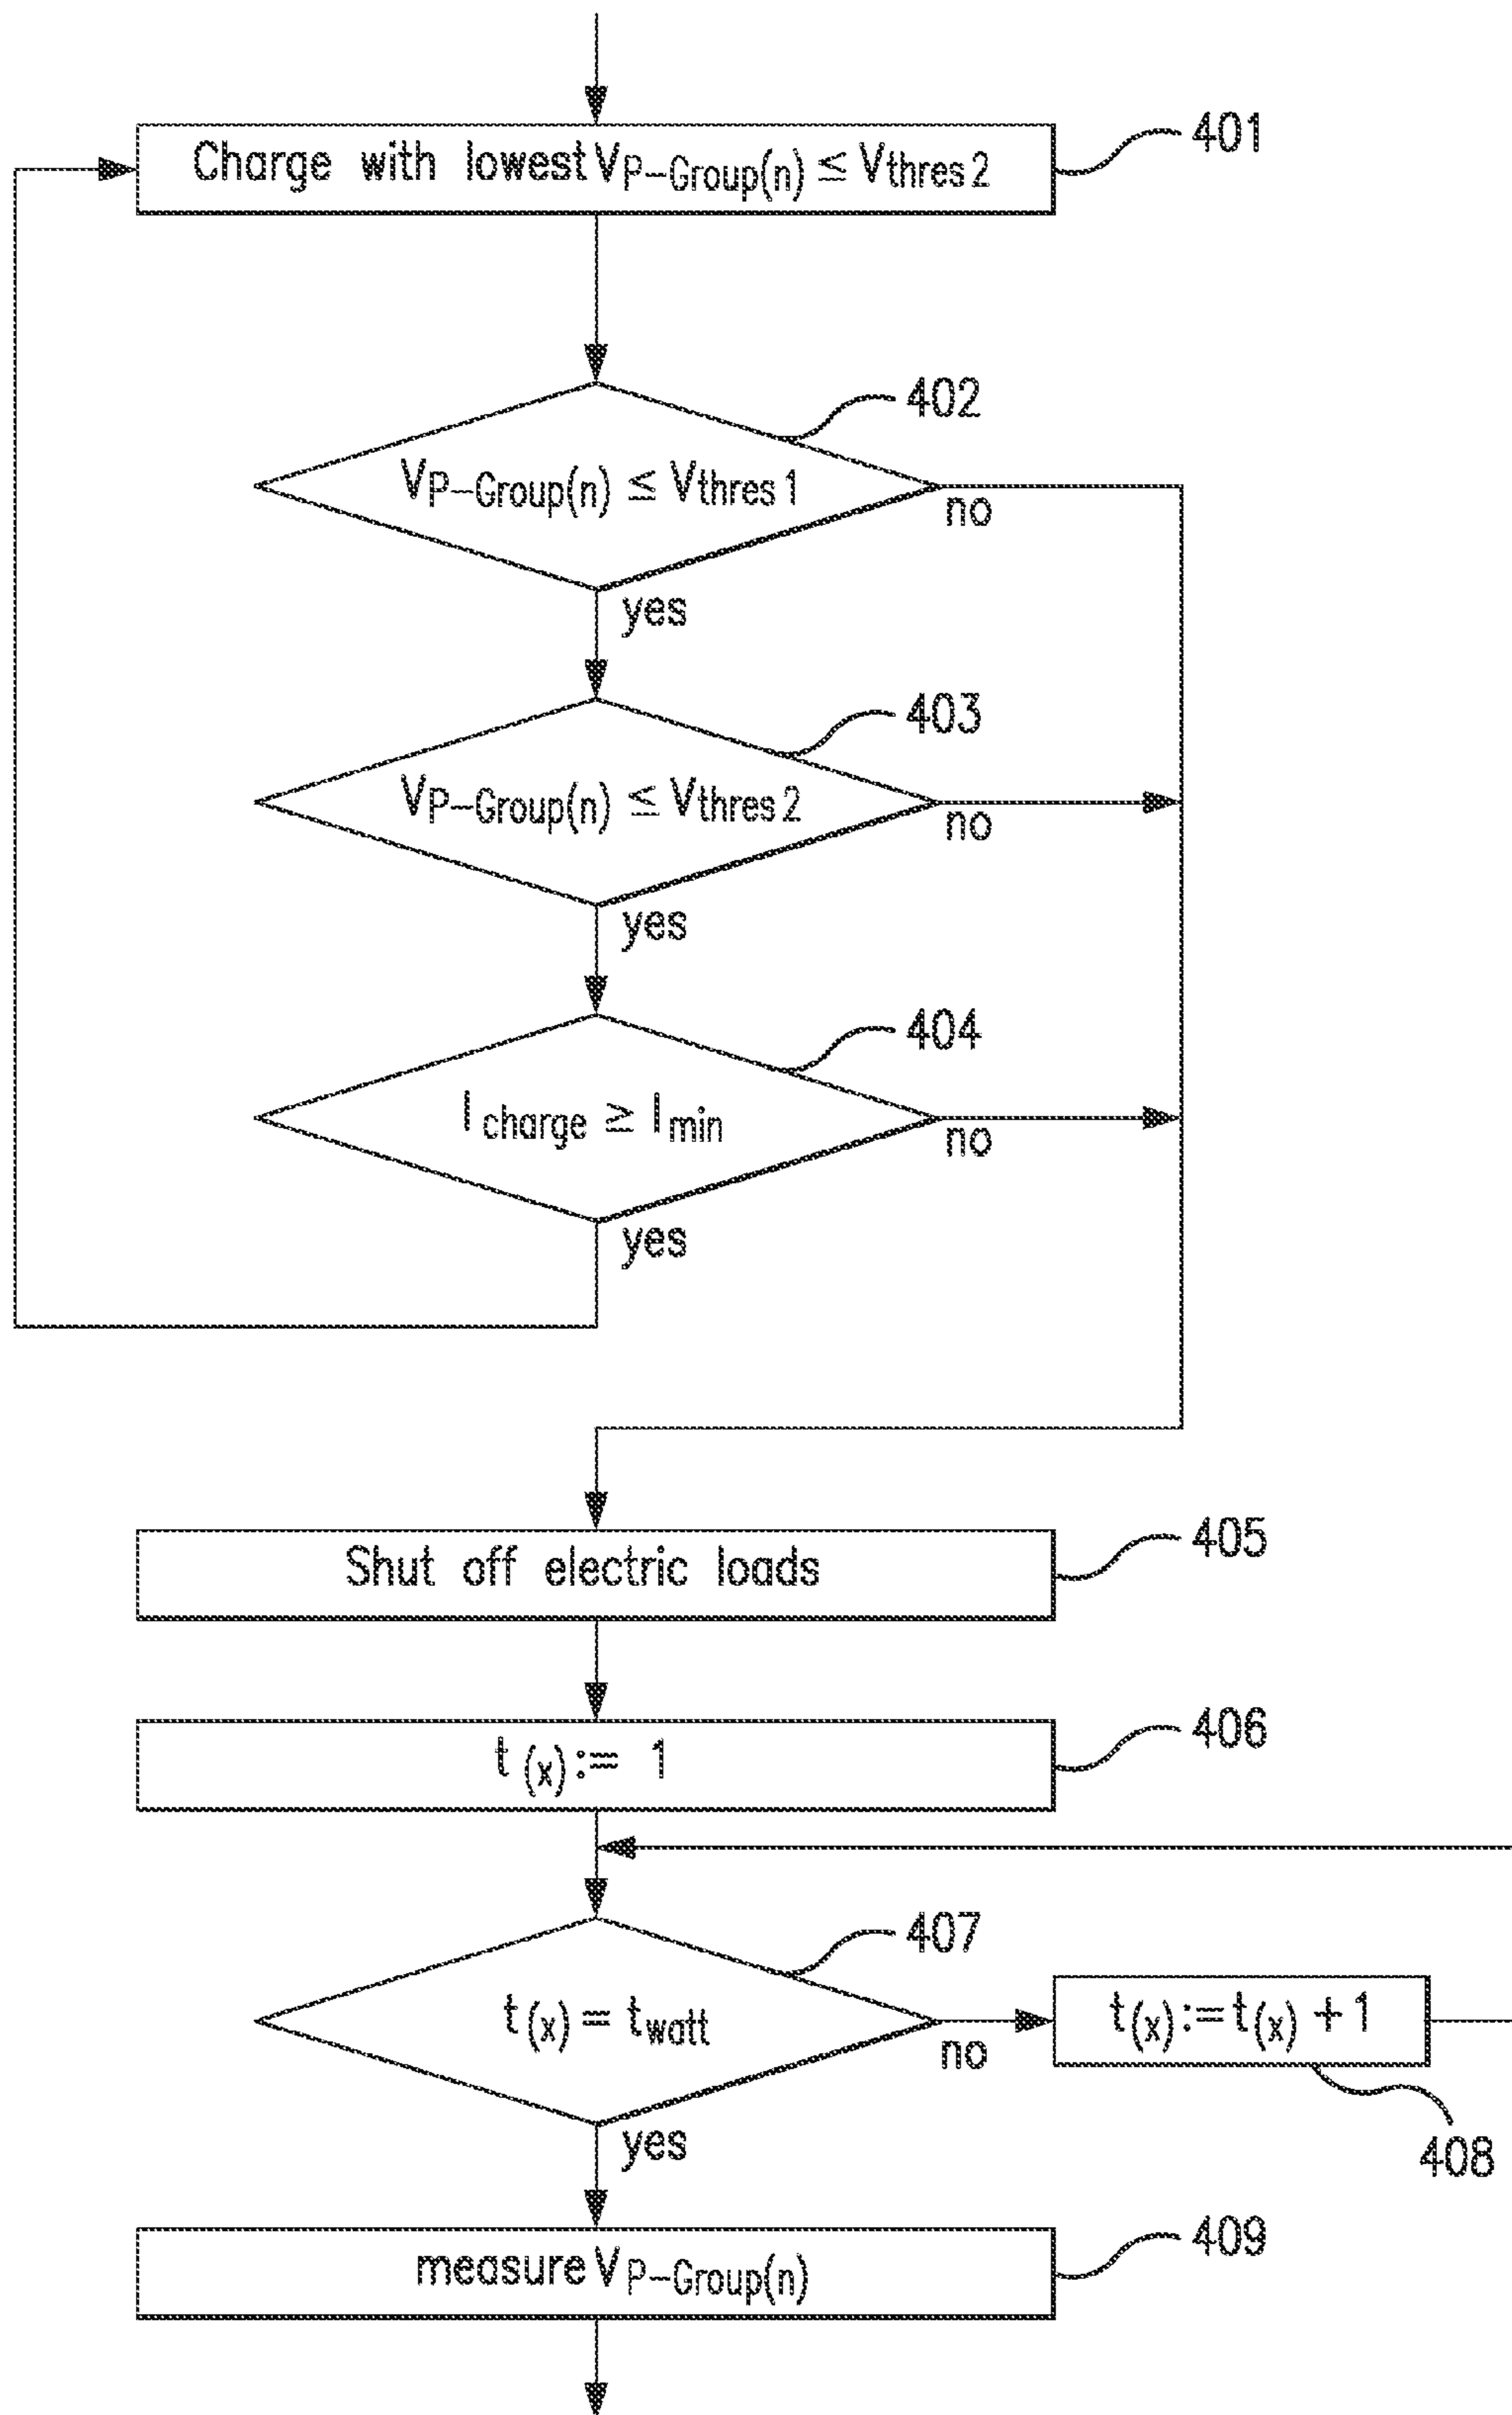 Charge with lowest VP-Group(n) ≤ Vthres 2
401
402
VP-Group(n) ≤ Vthres 1
no
yes
403
VP-Group(n) ≤ Vthres 2
no
yes
404
I charge ≥ I min
no
yes
405
Shut off electric loads
406
t (x) := 1
407
t(x) = twatt
no
t(x) := t(x) + 1
yes
408
409
measure VP-Group(n)